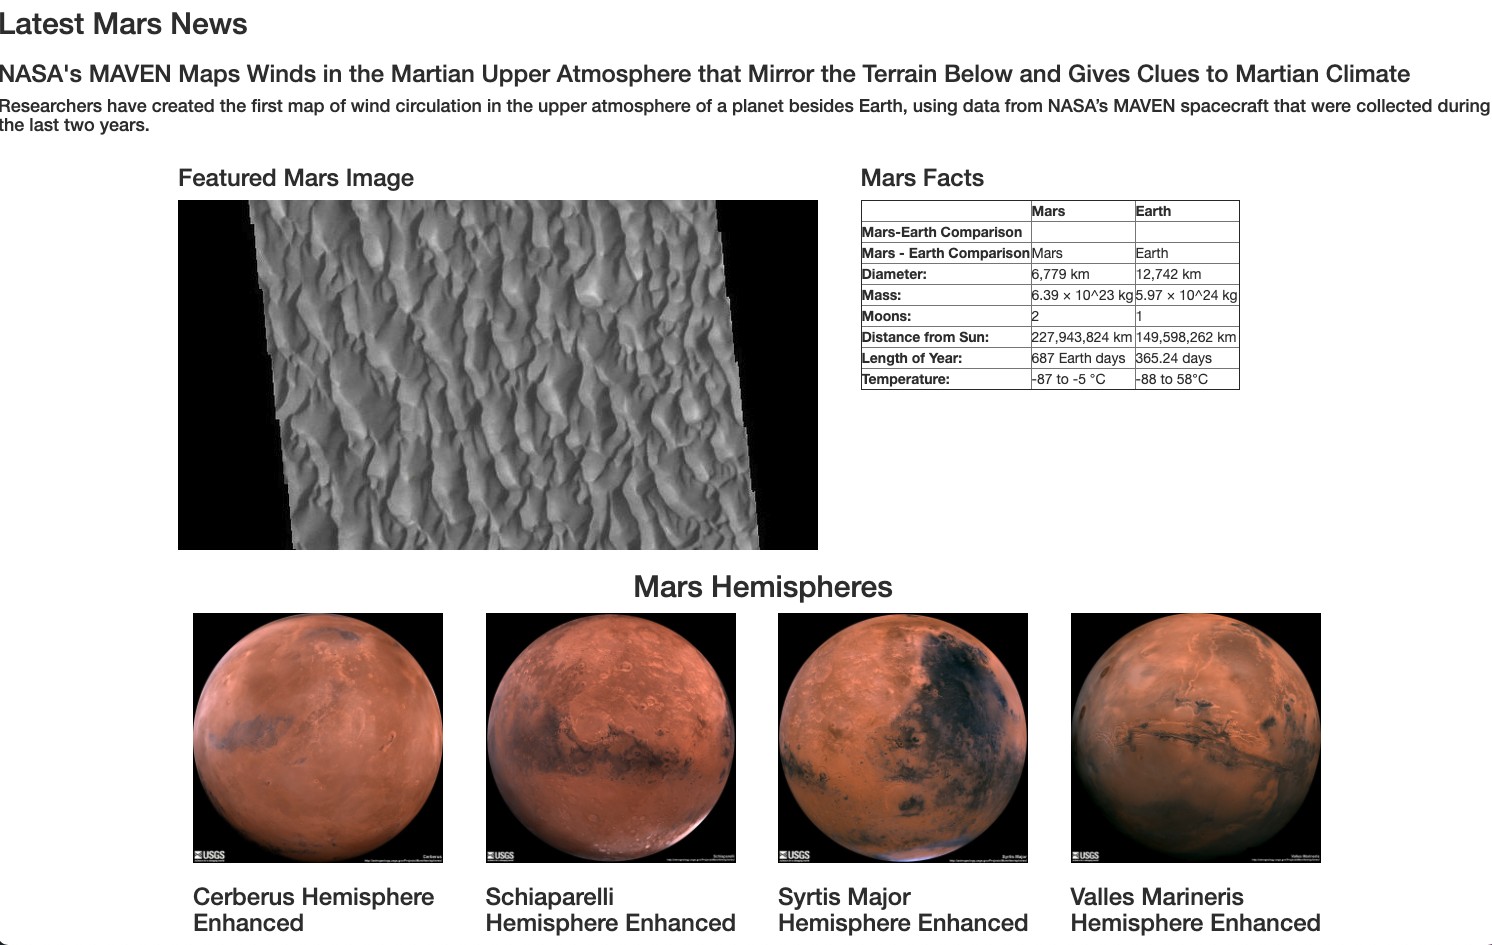 Latest Mars News
NASA's MAVEN Maps Winds in the Martian Upper Atmosphere that Mirror the Terrain Below and Gives Clues to Martian Climate
Researchers have created the first map of wind circulation in the upper atmosphere of a planet besides Earth, using data from NASA’s MAVEN spacecraft that were collected during
the last two years.
Featured Mars Image
Mars Facts
Mars Earth
Mars-Earth Comparison
Mars - Earth Comparison Mars Earth
Diameter: 6,779 km 12,742 km
Mass: 6.39 × 10^23 kg 5.97 × 10^24 kg
Moons: 2 1
Distance from Sun: 227,943,824 km 149,598,262 km
Length of Year: 687 Earth days 365.24 days
Temperature: -87 to -5 °C -88 to 58°C
Mars Hemispheres
USGS Cerberus
USGS Schiaparelli
USGS Syrtis Major
USGS Valles Marineris
Cerberus Hemisphere
Enhanced
Schiaparelli
Hemisphere Enhanced
Syrtis Major
Hemisphere Enhanced
Valles Marineris
Hemisphere Enhanced